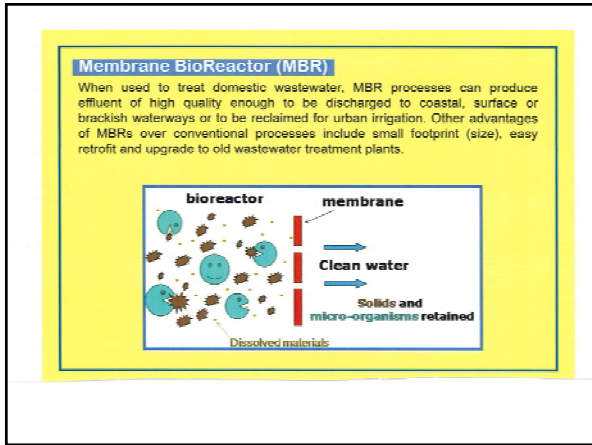 Membrane BioReactor (MBR)
When used to treat domestic wastewater, MBR processes can produce
effluent of high quality enough to be discharged to coastal, surface or
brackish waterways or to be reclaimed for urban irrigation. Other advantages
of MBRs over conventional processes include small footprint (size), easy
retrofit and upgrade to old wastewater treatment plants.
bioreactor
membrane
Clean water
Solids and
micro-organisms retained
Dissolved materials